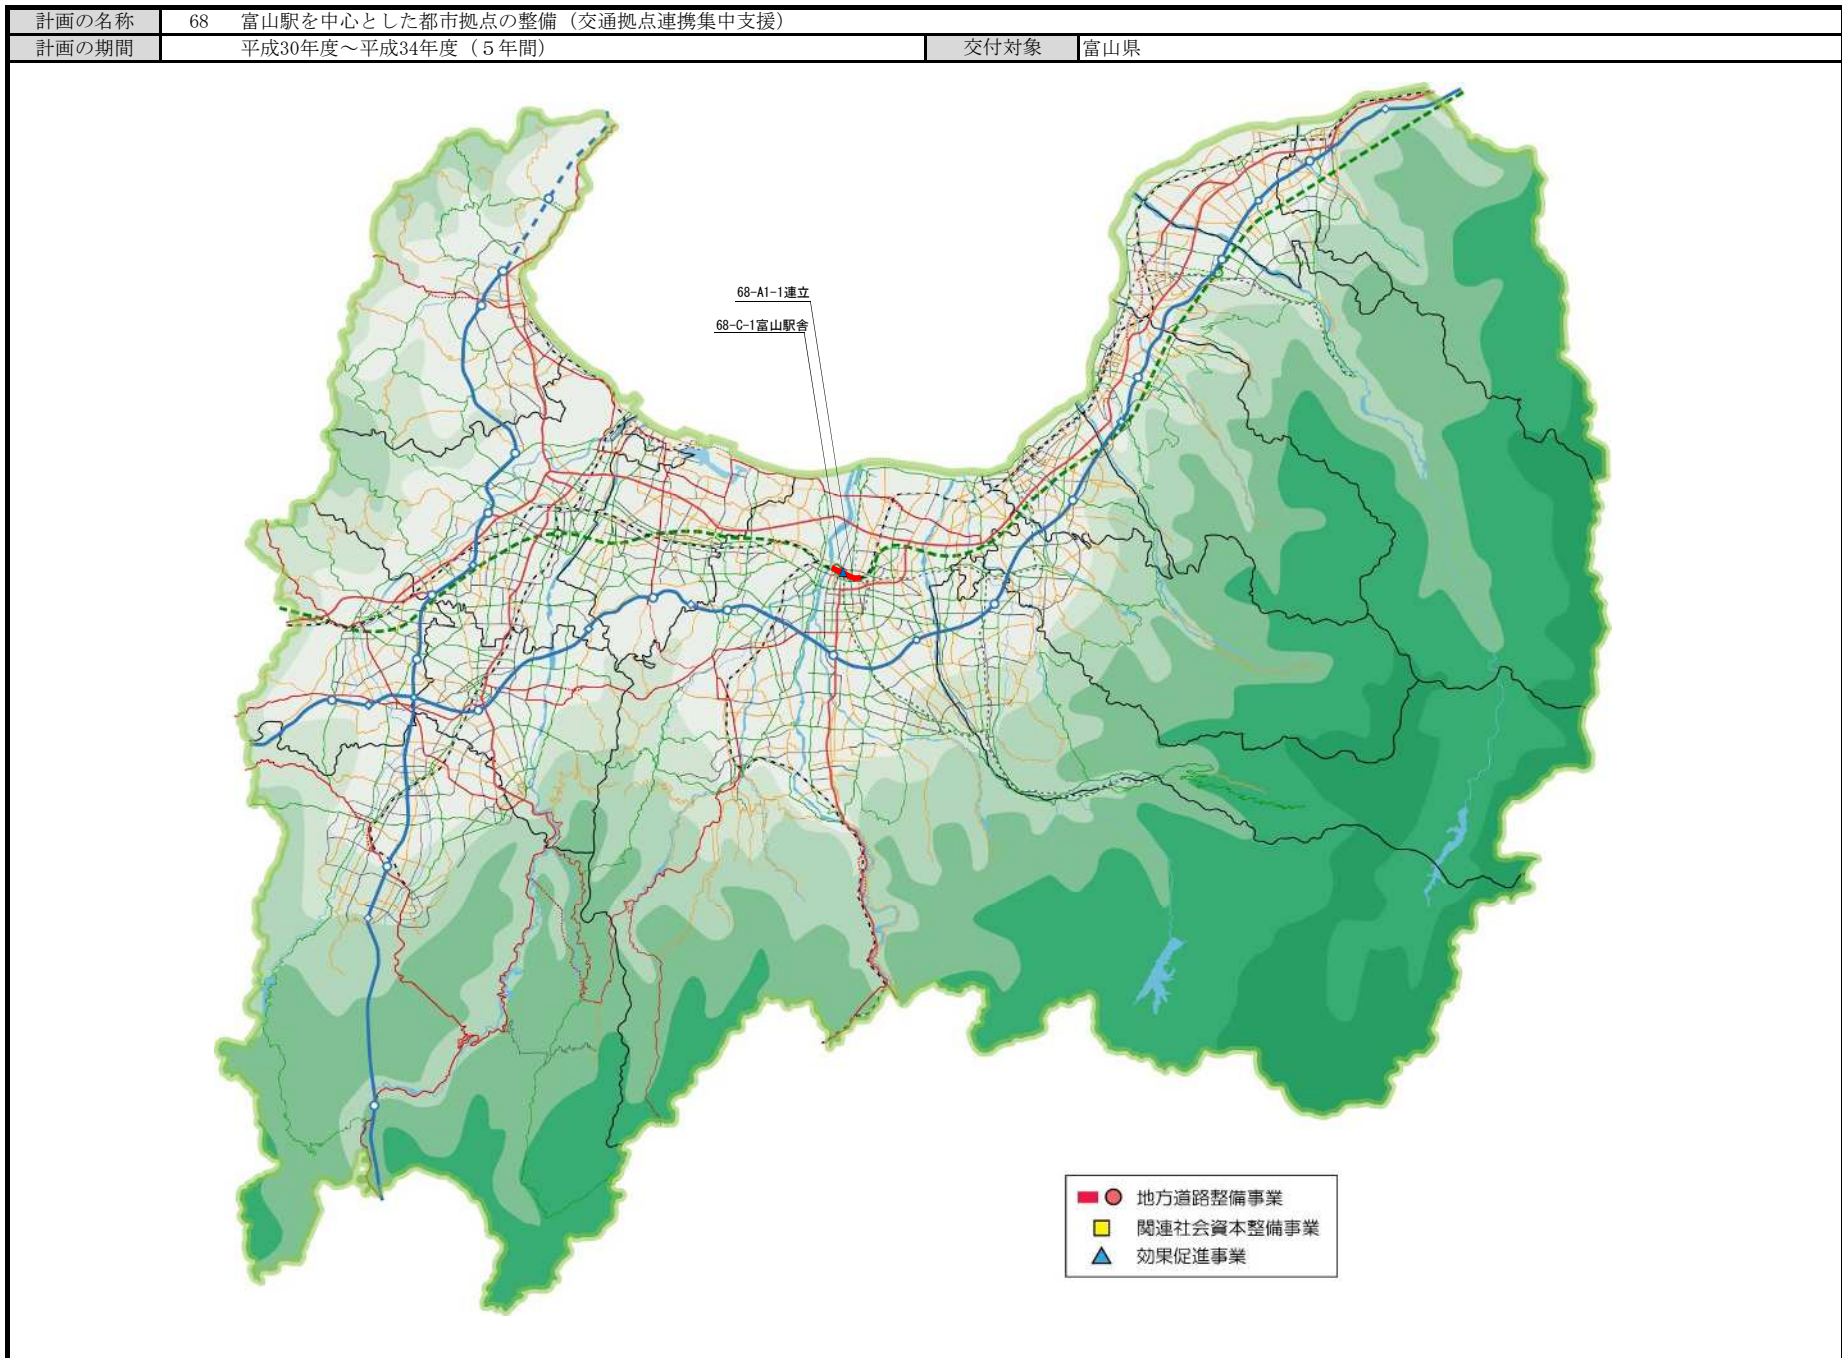 計画の名称 68 富山駅を中心とした都市拠点の整備（交通拠点連携集中支援）
計画の期間 平成30年度～平成34年度（５年間） 交付対象 富山県
68-A1-1連立
68-C-1富山駅舎
地方道路整備事業
関連社会資本整備事業
効果促進事業